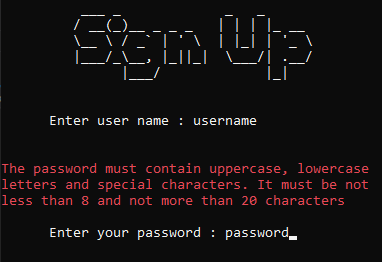 Sign Up
Enter user name : username
The password must contain uppercase, lowercase
letters and special characters. It must be not
less than 8 and not more than 20 characters
Enter your password : password